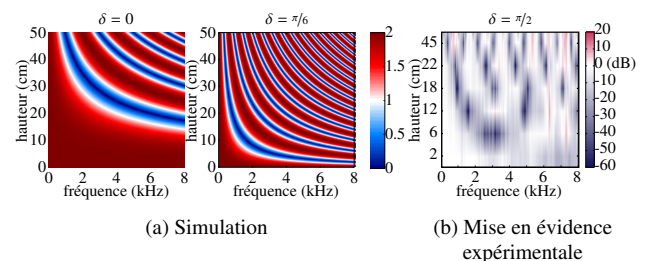 δ = 0
δ = π/6
δ = π/2
hauteur (cm)
50
40
30
20
10
0
0 2 4 6 8
fréquence (kHz)
hauteur (cm)
50
40
30
20
10
0
0 2 4 6 8
fréquence (kHz)
2
1.5
1
0.5
0
hauteur (cm)
45
22
18
12
6
2
0 2 4 6 8
fréquence (kHz)
20
10
0 (dB)
−10
−20
−30
−40
−50
−60
(a) Simulation
(b) Mise en évidence
expérimentale